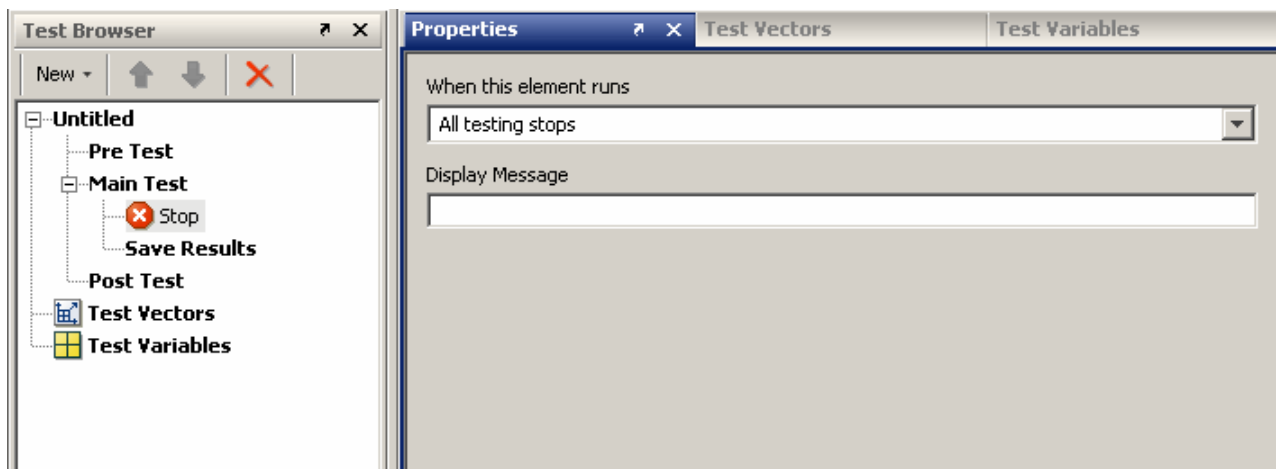 Test Browser
New
Untitled
Pre Test
Main Test
Stop
Save Results
Post Test
Test Vectors
Test Variables
Properties
Test Vectors
Test Variables
When this element runs
All testing stops
Display Message